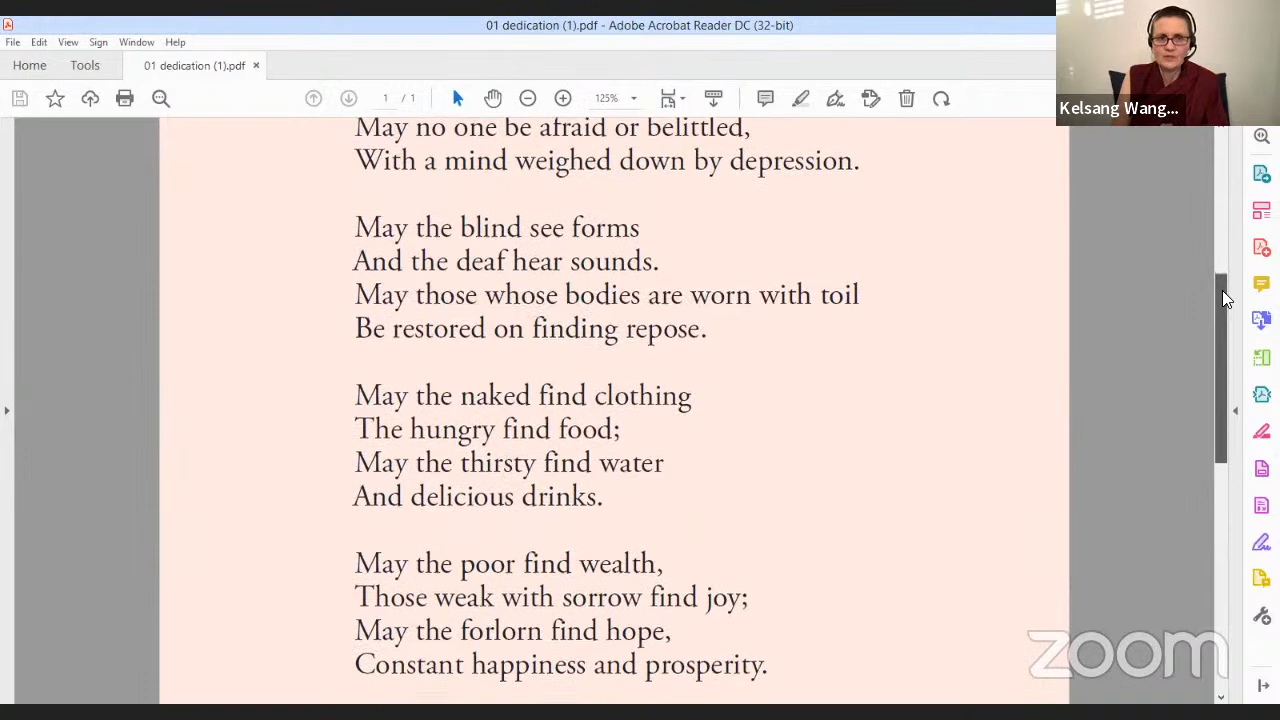 01 dedication (1).pdf - Adobe Acrobat Reader DC (32-bit)
File Edit View Sign Window Help
Home Tools 01 dedication (1).pdf ×
1 / 1 125%
Kelsang Wang...
May no one be afraid or belittled,
With a mind weighed down by depression.
May the blind see forms
And the deaf hear sounds.
May those whose bodies are worn with toil
Be restored on finding repose.
May the naked find clothing
The hungry find food;
May the thirsty find water
And delicious drinks.
May the poor find wealth,
Those weak with sorrow find joy;
May the forlorn find hope,
Constant happiness and prosperity.
zoom